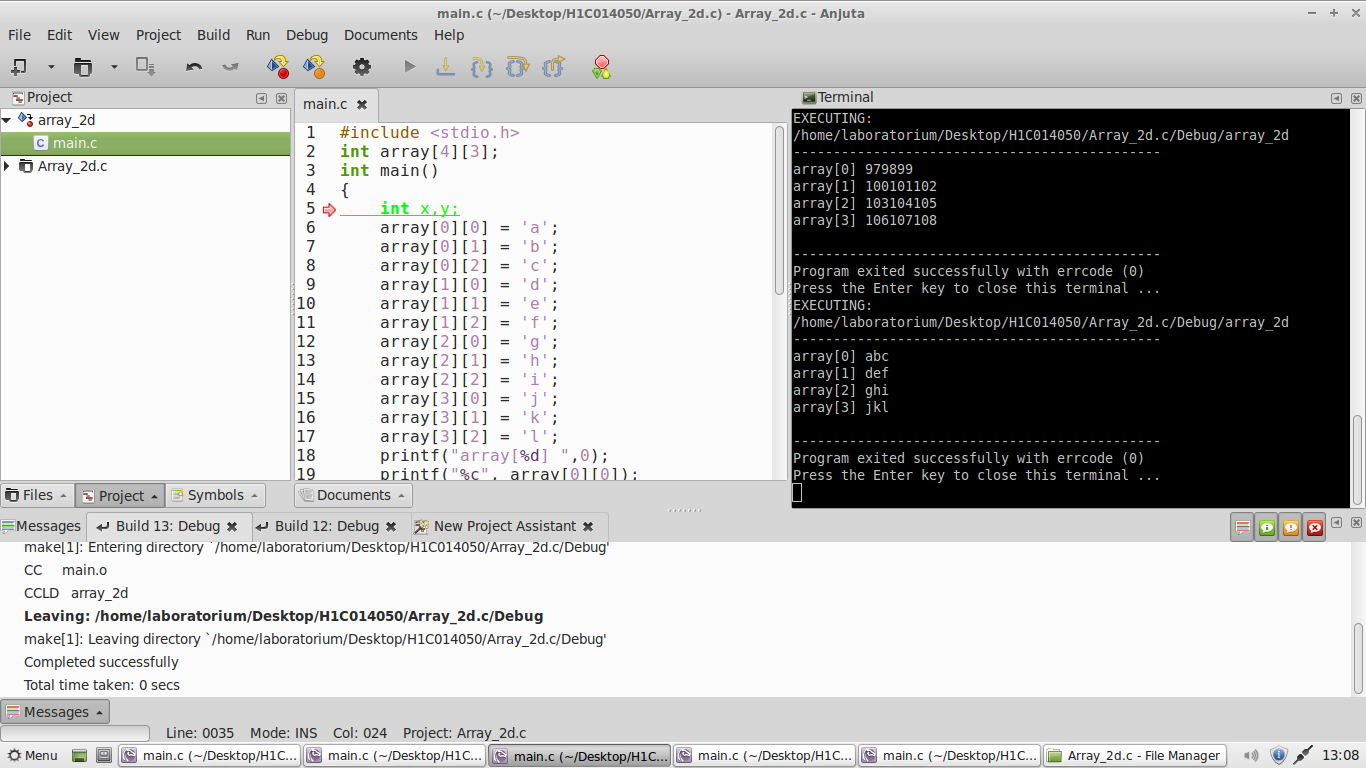 main.c (~/Desktop/H1C014050/Array_2d.c) - Array_2d.c - Anjuta
File Edit View Project Build Run Debug Documents Help
Project
array_2d
main.c
Array_2d.c
Files Project Symbols
main.c
1 #include <stdio.h>
2 int array[4][3];
3 int main()
4 {
5 int x,y;
6 array[0][0] = 'a';
7 array[0][1] = 'b';
8 array[0][2] = 'c';
9 array[1][0] = 'd';
10 array[1][1] = 'e';
11 array[1][2] = 'f';
12 array[2][0] = 'g';
13 array[2][1] = 'h';
14 array[2][2] = 'i';
15 array[3][0] = 'j';
16 array[3][1] = 'k';
17 array[3][2] = 'l';
18 printf("array[%d] ",0);
19 printf("%c", array[0][0]);
Documents
Terminal
EXECUTING:
/home/laboratorium/Desktop/H1C014050/Array_2d.c/Debug/array_2d
----------------------------------------------
array[0] 979899
array[1] 100101102
array[2] 103104105
array[3] 106107108
----------------------------------------------
Program exited successfully with errcode (0)
Press the Enter key to close this terminal ...
EXECUTING:
/home/laboratorium/Desktop/H1C014050/Array_2d.c/Debug/array_2d
----------------------------------------------
array[0] abc
array[1] def
array[2] ghi
array[3] jkl
----------------------------------------------
Program exited successfully with errcode (0)
Press the Enter key to close this terminal ...
Messages Build 13: Debug Build 12: Debug New Project Assistant
make[1]: Entering directory `/home/laboratorium/Desktop/H1C014050/Array_2d.c/Debug'
CC main.o
CCLD array_2d
Leaving: /home/laboratorium/Desktop/H1C014050/Array_2d.c/Debug
make[1]: Leaving directory `/home/laboratorium/Desktop/H1C014050/Array_2d.c/Debug'
Completed successfully
Total time taken: 0 secs
Messages
Line: 0035 Mode: INS Col: 024 Project: Array_2d.c
Menu main.c (~/Desktop/H1C... main.c (~/Desktop/H1C... main.c (~/Desktop/H1C... main.c (~/Desktop/H1C... main.c (~/Desktop/H1C... Array_2d.c - File Manager 13:08